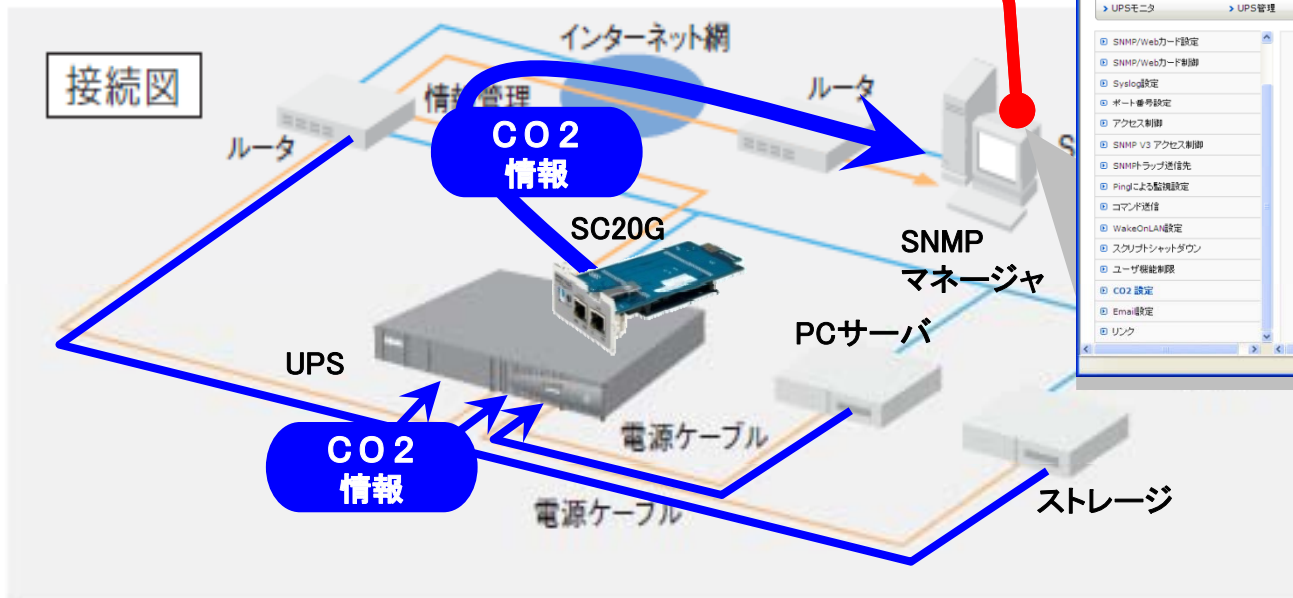 接続図
インターネット網
情報管理
ルータ
ルータ
CO2
情報
SC20G
SNMP
マネージャ
PCサーバ
UPS
電源ケーブル
CO2
情報
ストレージ
電源ケーブル
UPSモニタ
UPS管理
SNMP/Webカード設定
SNMP/Webカード制御
Syslog設定
ポート番号設定
アクセス制御
SNMP V3 アクセス制御
SNMPトラップ送信先
Pingによる監視設定
コマンド送信
WakeOnLAN設定
スクリプトシャットダウン
ユーザ機能制限
CO2 設定
Email設定
リンク